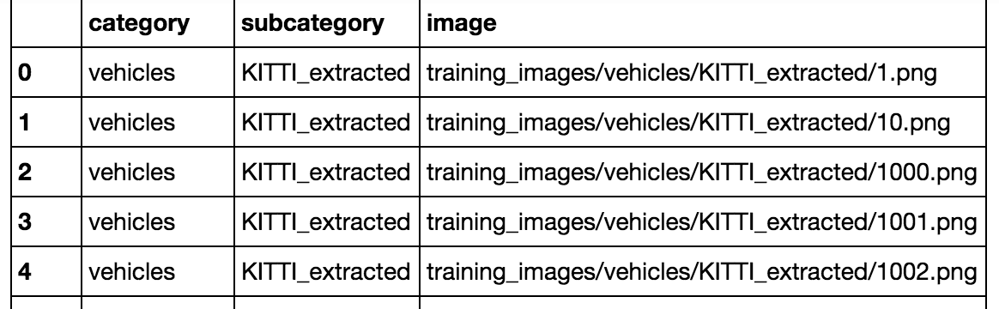 category subcategory image
0 vehicles KITTI_extracted training_images/vehicles/KITTI_extracted/1.png
1 vehicles KITTI_extracted training_images/vehicles/KITTI_extracted/10.png
2 vehicles KITTI_extracted training_images/vehicles/KITTI_extracted/1000.png
3 vehicles KITTI_extracted training_images/vehicles/KITTI_extracted/1001.png
4 vehicles KITTI_extracted training_images/vehicles/KITTI_extracted/1002.png